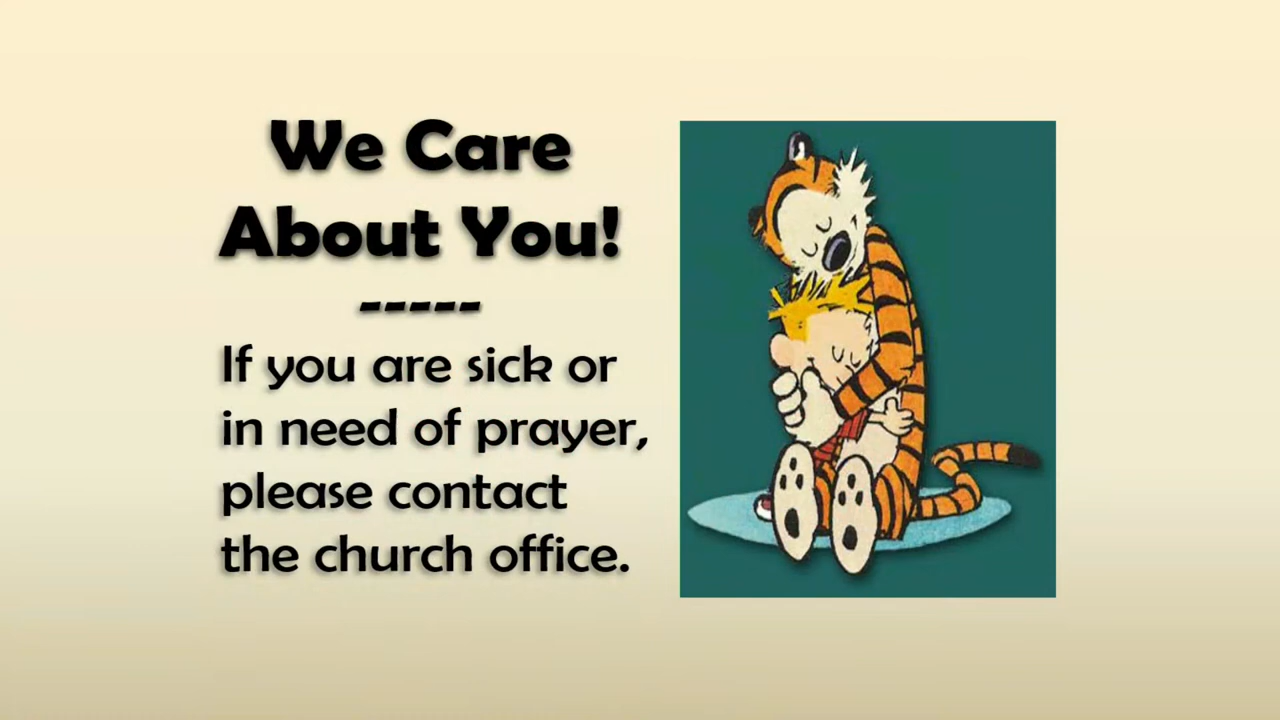 We Care
About You!
-----
If you are sick or
in need of prayer,
please contact
the church office.